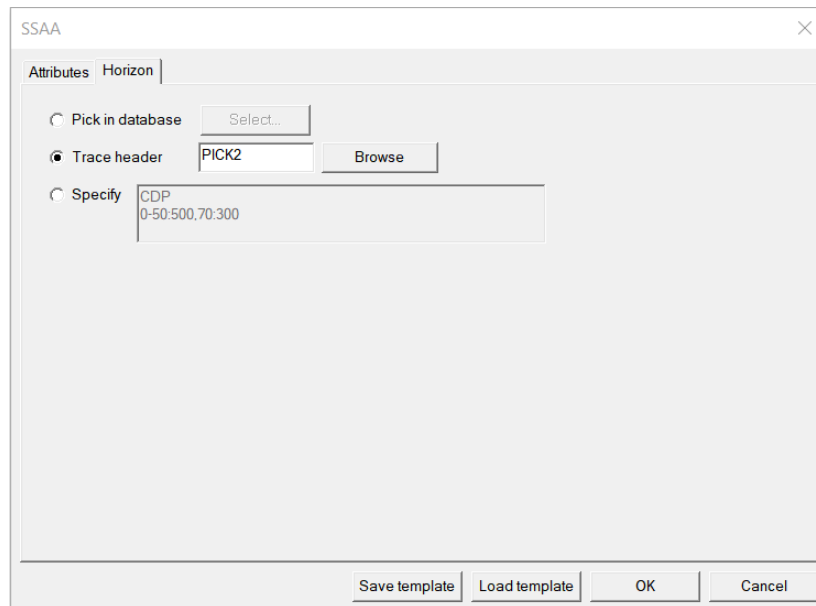 SSAA
Attributes Horizon
Pick in database Select...
Trace header PICK2 Browse
Specify CDP
0-50:500,70:300
Save template Load template OK Cancel